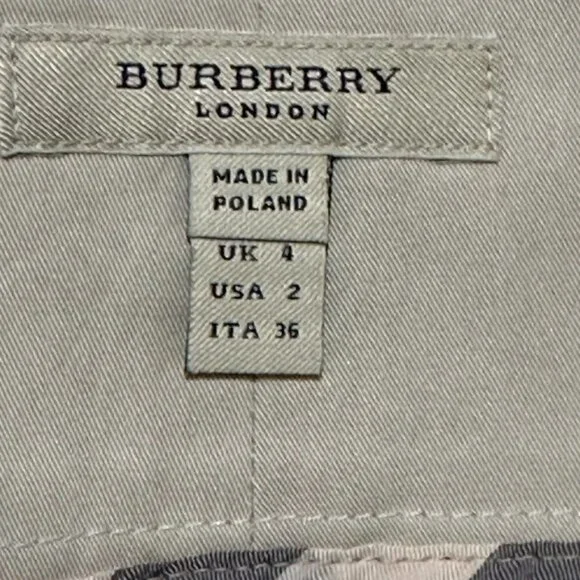 BURBERRY
LONDON
MADE IN
POLAND
UK 4
USA 2
ITA 36